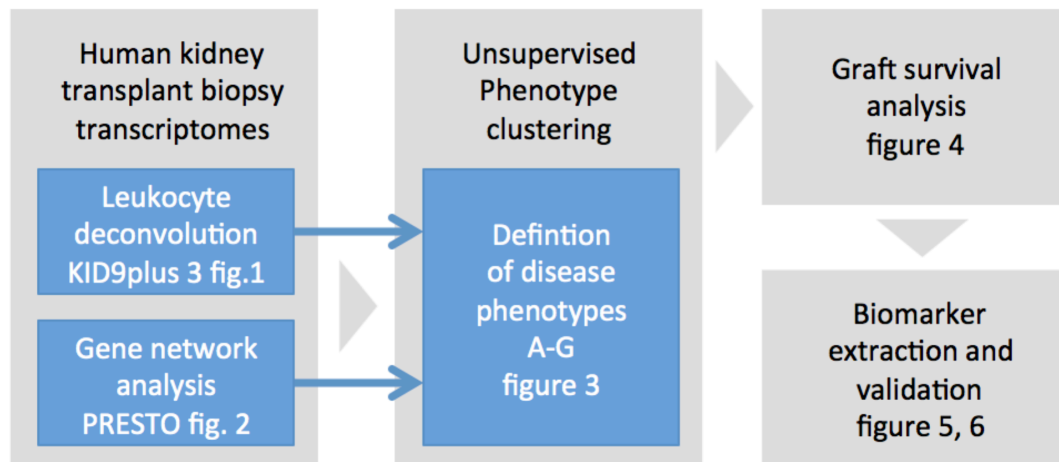 Human kidney
transplant biopsy
transcriptomes
Leukocyte
deconvolution
KID9plus 3 fig.1
Gene network
analysis
PRESTO fig. 2
Unsupervised
Phenotype
clustering
Defintion
of disease
phenotypes
A-G
figure 3
Graft survival
analysis
figure 4
Biomarker
extraction and
validation
figure 5, 6